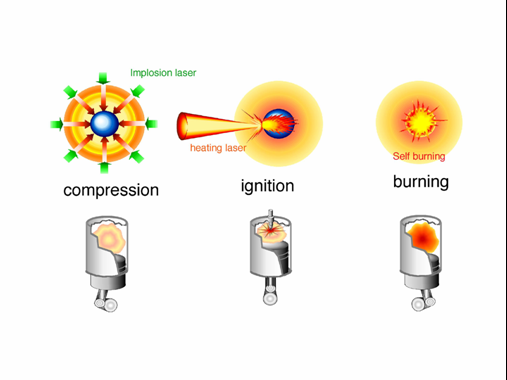 Implosion laser
heating laser
Self burning
compression
ignition
burning